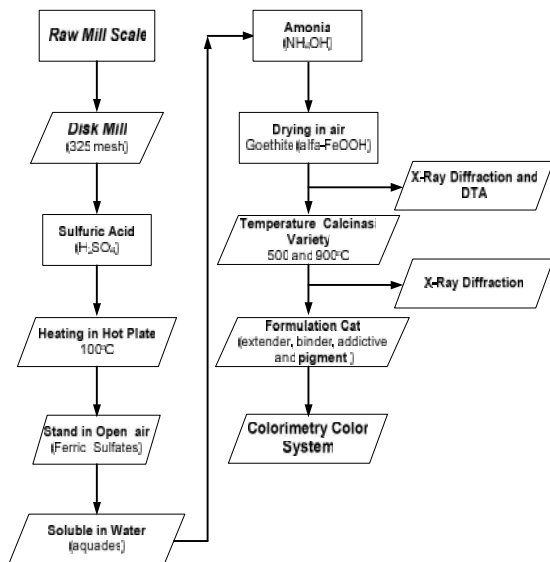 Raw Mill Scale
Disk Mill
(325 mesh)
Sulfuric Acid
(H2SO4)
Heating in Hot Plate
100°C
Stand in Open air
(Ferric Sulfates)
Soluble in Water
(aquades)
Amonia
(NH4OH)
Drying in air
Goethite (alfa-FeOOH)
X-Ray Diffraction and
DTA
Temperature Calcinasi
Variety
500 and 900°C
X-Ray Diffraction
Formulation Cat
(extender, binder, addictive
and pigment )
Colorimetry Color
System